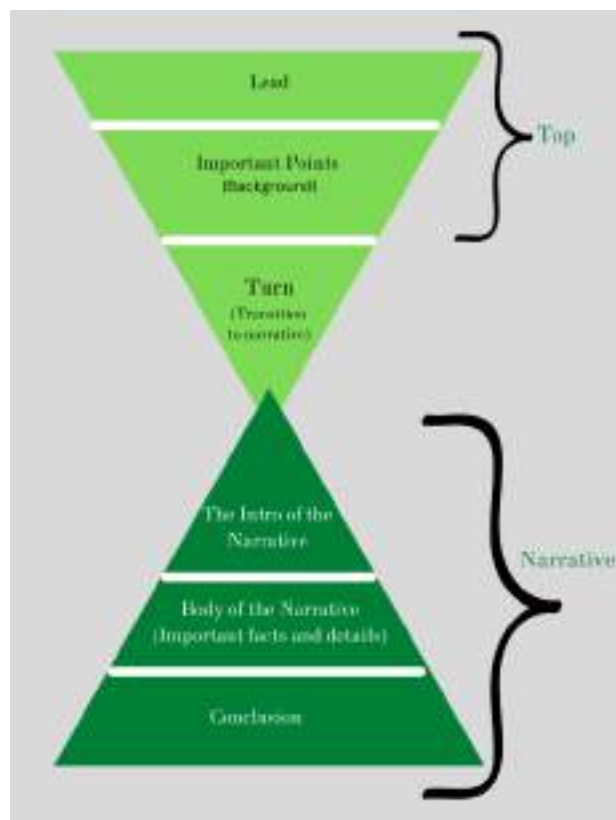 Lead
Top
Important Points
(Background)
Turn
(Transition
to narrative)
The Intro of the
Narrative
Narrative
Body of the Narrative
(Important facts and details)
Conclusion